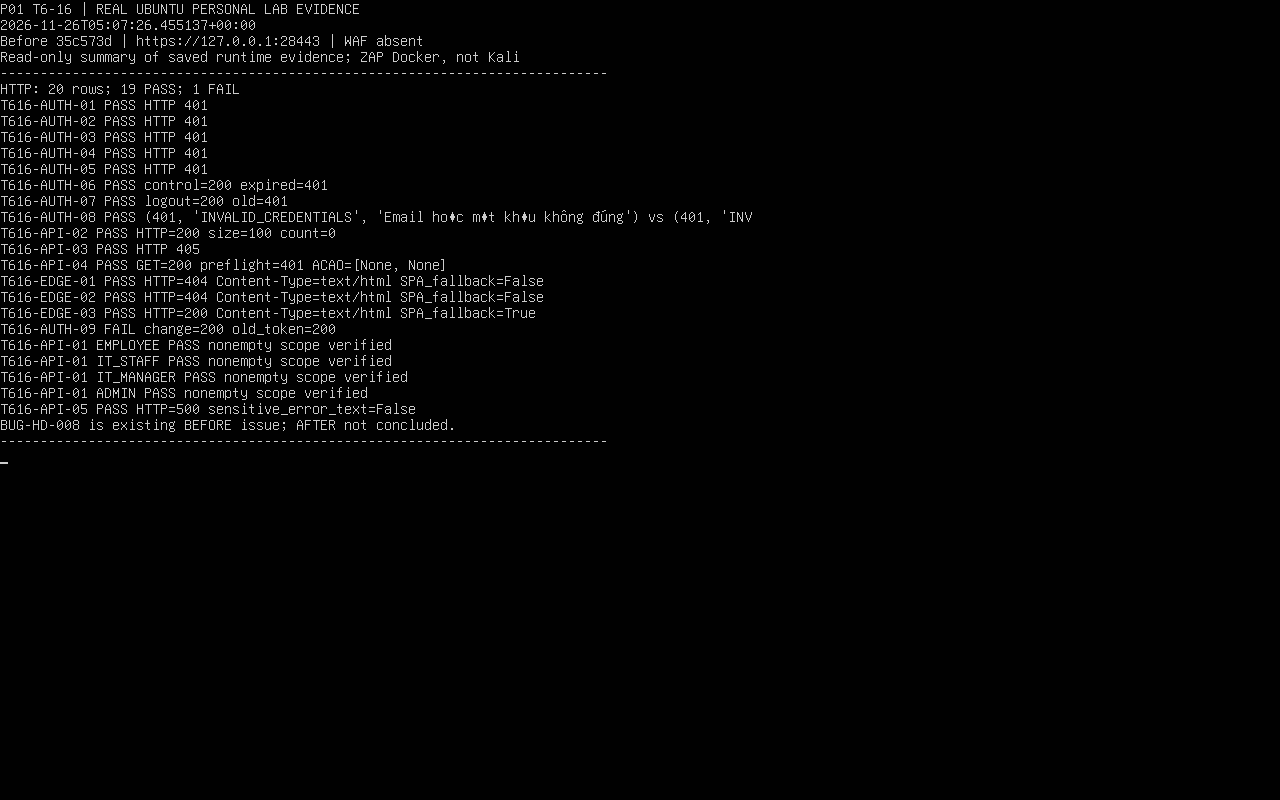 P01 T6-16 | REAL UBUNTU PERSONAL LAB EVIDENCE
2026-11-26T05:07:26.455137+00:00
Before 35c573d | https://127.0.0.1:28443 | WAF absent
Read-only summary of saved runtime evidence; ZAP Docker, not Kali
----------------------------------------------------------------------------
HTTP: 20 rows; 19 PASS; 1 FAIL
T616-AUTH-01 PASS HTTP 401
T616-AUTH-02 PASS HTTP 401
T616-AUTH-03 PASS HTTP 401
T616-AUTH-04 PASS HTTP 401
T616-AUTH-05 PASS HTTP 401
T616-AUTH-06 PASS control=200 expired=401
T616-AUTH-07 PASS logout=200 old=401
T616-AUTH-08 PASS (401, 'INVALID_CREDENTIALS', 'Email ho♦c m♦t kh♦u không đúng') vs (401, 'INV
T616-API-02 PASS HTTP=200 size=100 count=0
T616-API-03 PASS HTTP 405
T616-API-04 PASS GET=200 preflight=401 ACAO=[None, None]
T616-EDGE-01 PASS HTTP=404 Content-Type=text/html SPA_fallback=False
T616-EDGE-02 PASS HTTP=404 Content-Type=text/html SPA_fallback=False
T616-EDGE-03 PASS HTTP=200 Content-Type=text/html SPA_fallback=True
T616-AUTH-09 FAIL change=200 old_token=200
T616-API-01 EMPLOYEE PASS nonempty scope verified
T616-API-01 IT_STAFF PASS nonempty scope verified
T616-API-01 IT_MANAGER PASS nonempty scope verified
T616-API-01 ADMIN PASS nonempty scope verified
T616-API-05 PASS HTTP=500 sensitive_error_text=False
BUG-HD-008 is existing BEFORE issue; AFTER not concluded.
----------------------------------------------------------------------------